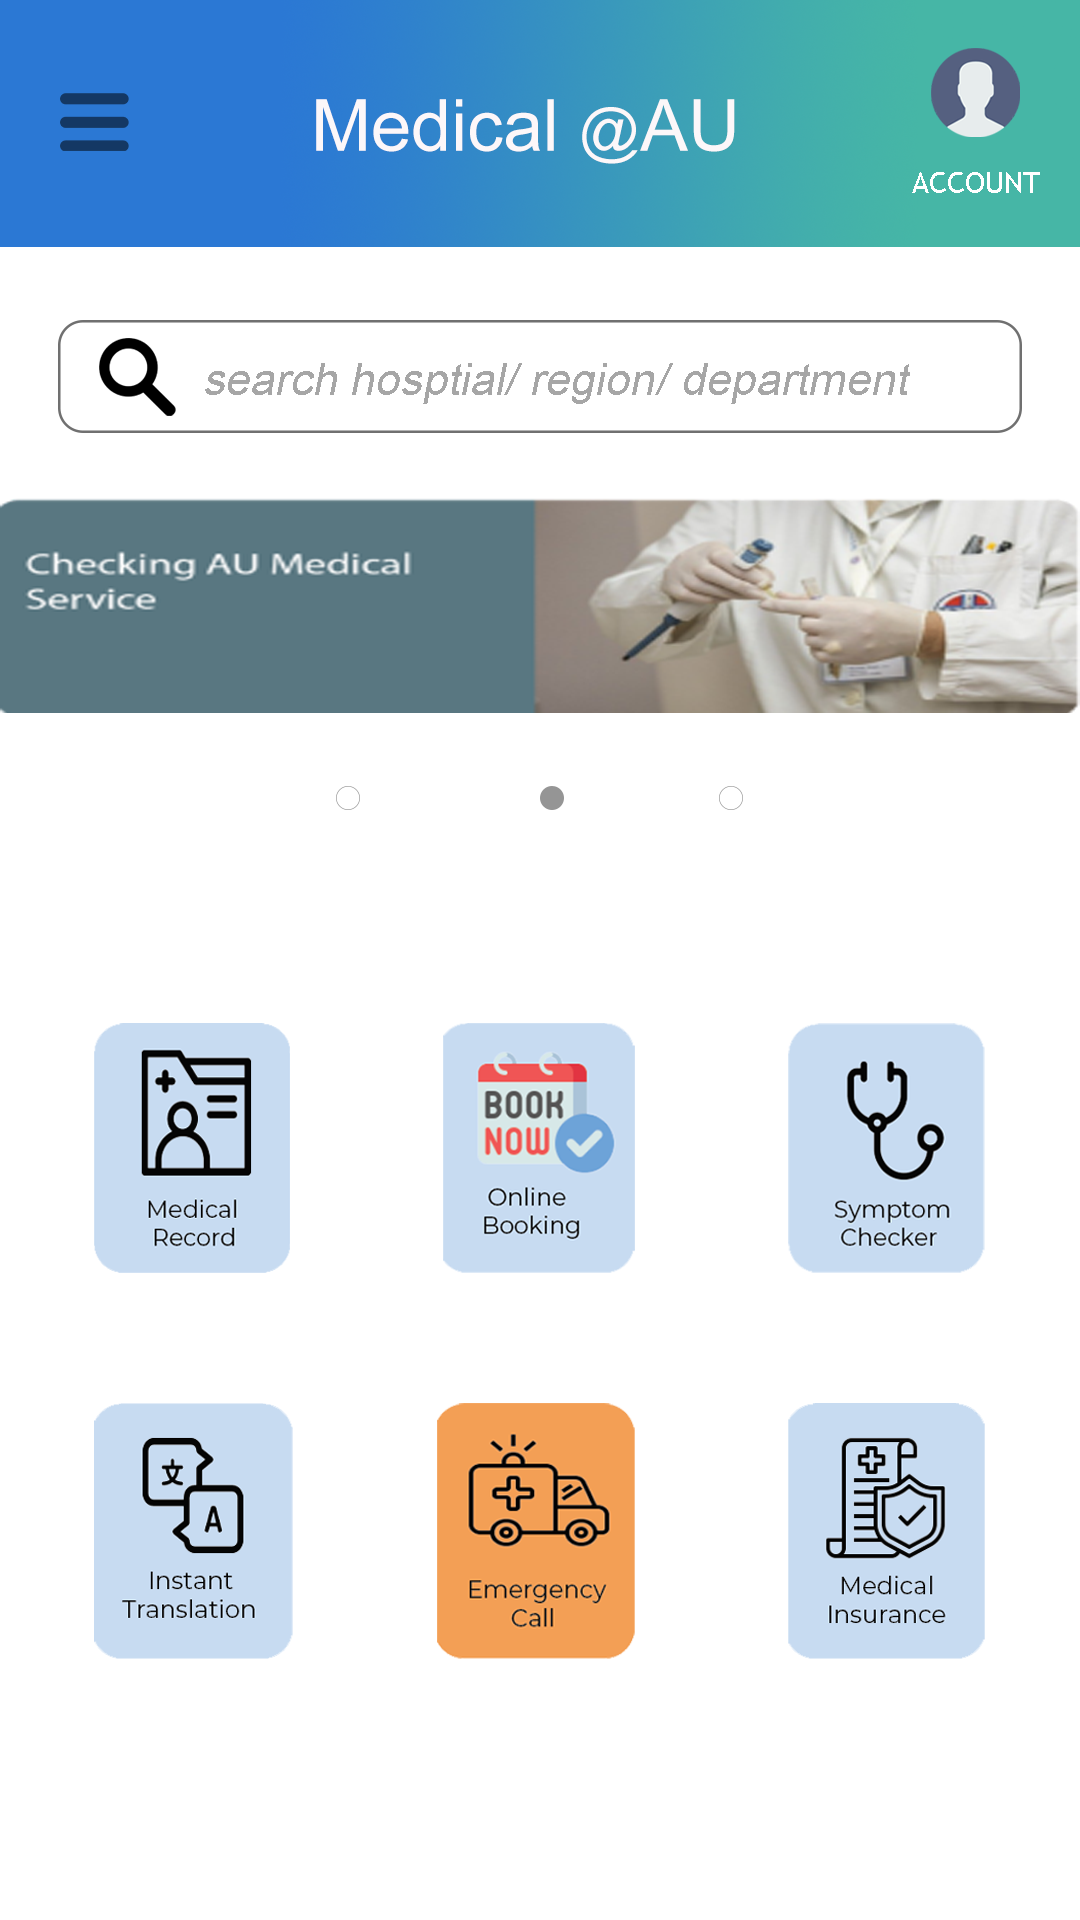 Medical @AU
ACCOUNT
search hosptial/ region/ department
Checking AU Medical
Service
BOOK
NOW
Medical
Record
Online
Booking
Symptom
Checker
文
A
Instant
Translation
Emergency
Call
Medical
Insurance